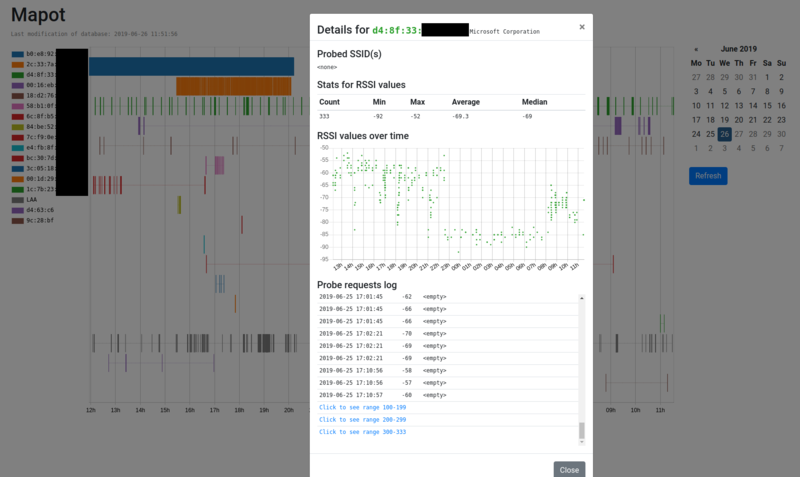 Mapot
Last modification of database: 2019-06-26 11:51:56
b0:e8:92:
2c:33:7a:
d4:8f:33:
00:16:eb:
18:d2:76:
58:b1:0f:
6c:8f:b5:
84:be:52:
7c:f9:0e:
e4:fb:8f:
bc:30:7d:
3c:05:18:
00:1d:29:
1c:7b:23:
LAA
d4:63:c6
9c:28:bf
12h 13h 14h 15h 16h 17h 18h 19h 20h
09h 10h 11h
Details for d4:8f:33: Microsoft Corporation
×
Probed SSID(s)
<none>
Stats for RSSI values
Count Min Max Average Median
333 -92 -52 -69.3 -69
RSSI values over time
-50
-55
-60
-65
-70
-75
-80
-85
-90
-95
13h 14h 15h 16h 17h 18h 19h 20h 21h 22h 23h 00h 01h 02h 03h 04h 05h 06h 07h 08h 09h 10h 11h
Probe requests log
2019-06-25 17:01:45 -62 <empty>
2019-06-25 17:01:45 -66 <empty>
2019-06-25 17:01:45 -66 <empty>
2019-06-25 17:02:21 -70 <empty>
2019-06-25 17:02:21 -69 <empty>
2019-06-25 17:02:21 -69 <empty>
2019-06-25 17:10:56 -58 <empty>
2019-06-25 17:10:56 -57 <empty>
2019-06-25 17:10:57 -60 <empty>
Click to see range 100-199
Click to see range 200-299
Click to see range 300-333
Close
« June 2019
Mo Tu We Th Fr Sa Su
27 28 29 30 31 1 2
3 4 5 6 7 8 9
10 11 12 13 14 15 16
17 18 19 20 21 22 23
24 25 26 27 28 29 30
1 2 3 4 5 6 7
Refresh